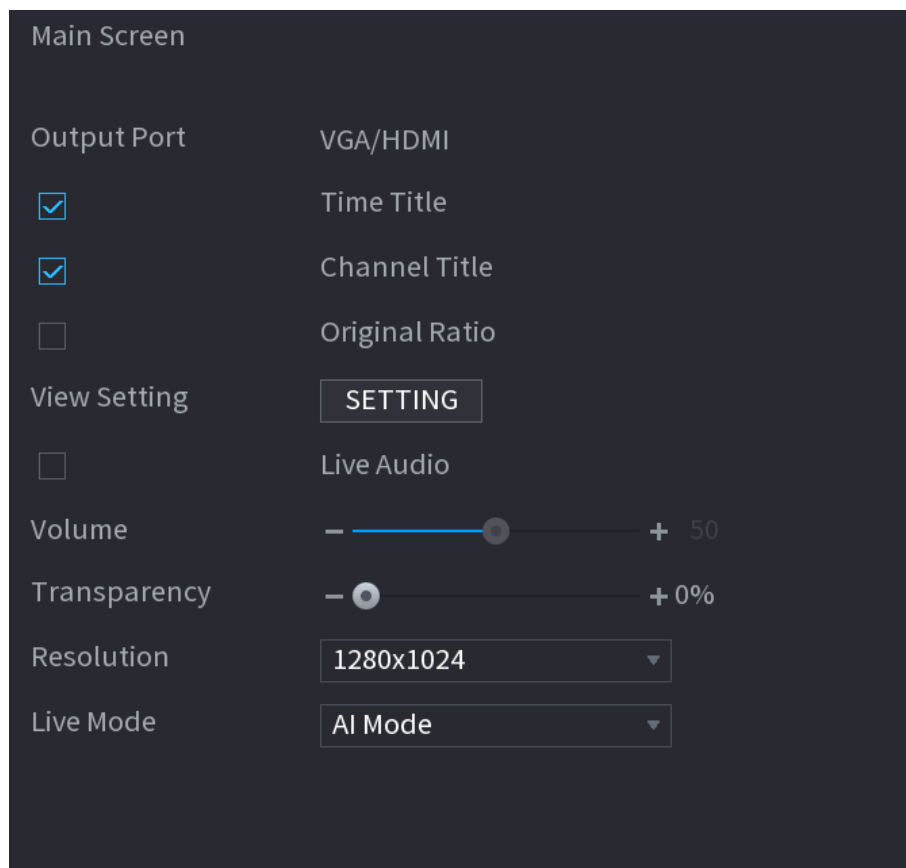 Main Screen
Output Port VGA/HDMI
Time Title
Channel Title
Original Ratio
View Setting SETTING
Live Audio
Volume 50
Transparency 0%
Resolution 1280x1024
Live Mode AI Mode